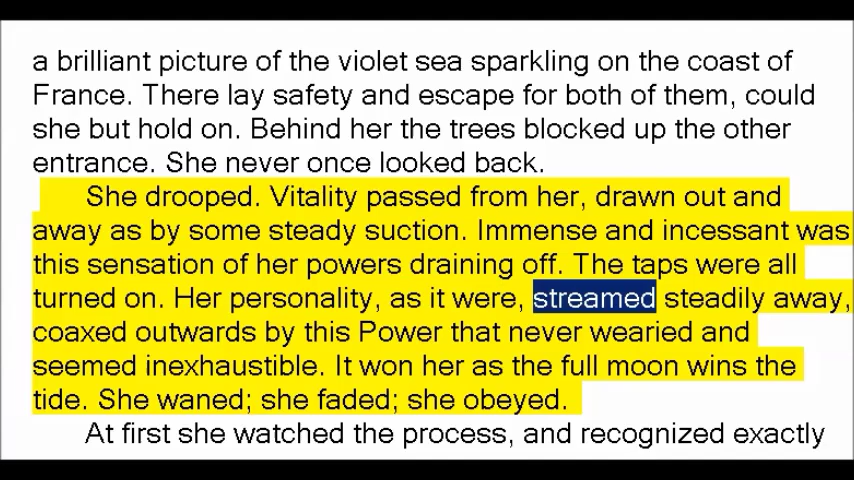 a brilliant picture of the violet sea sparkling on the coast of
France. There lay safety and escape for both of them, could
she but hold on. Behind her the trees blocked up the other
entrance. She never once looked back.
She drooped. Vitality passed from her, drawn out and
away as by some steady suction. Immense and incessant was
this sensation of her powers draining off. The taps were all
turned on. Her personality, as it were, streamed steadily away,
coaxed outwards by this Power that never wearied and
seemed inexhaustible. It won her as the full moon wins the
tide. She waned; she faded; she obeyed.
At first she watched the process, and recognized exactly